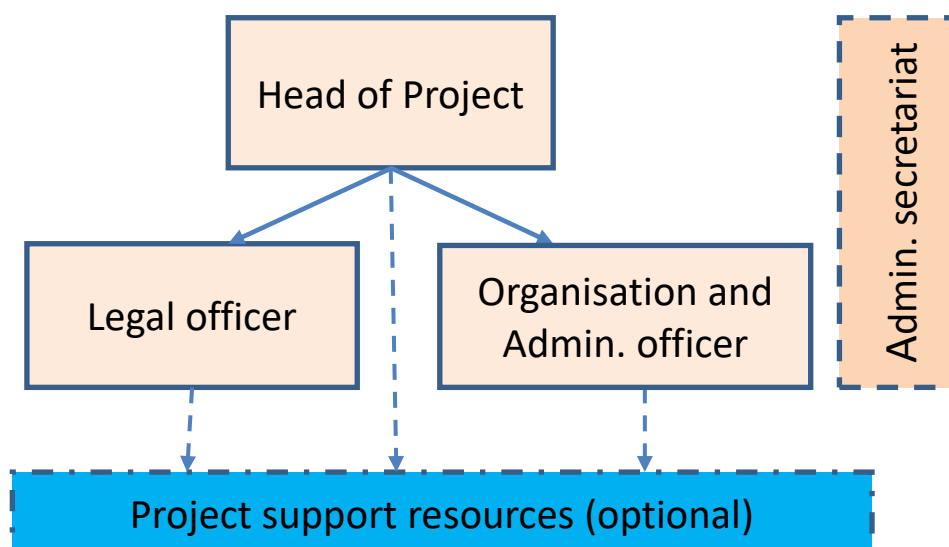 Head of Project
Admin. secretariat
Legal officer
Organisation and
Admin. officer
Project support resources (optional)